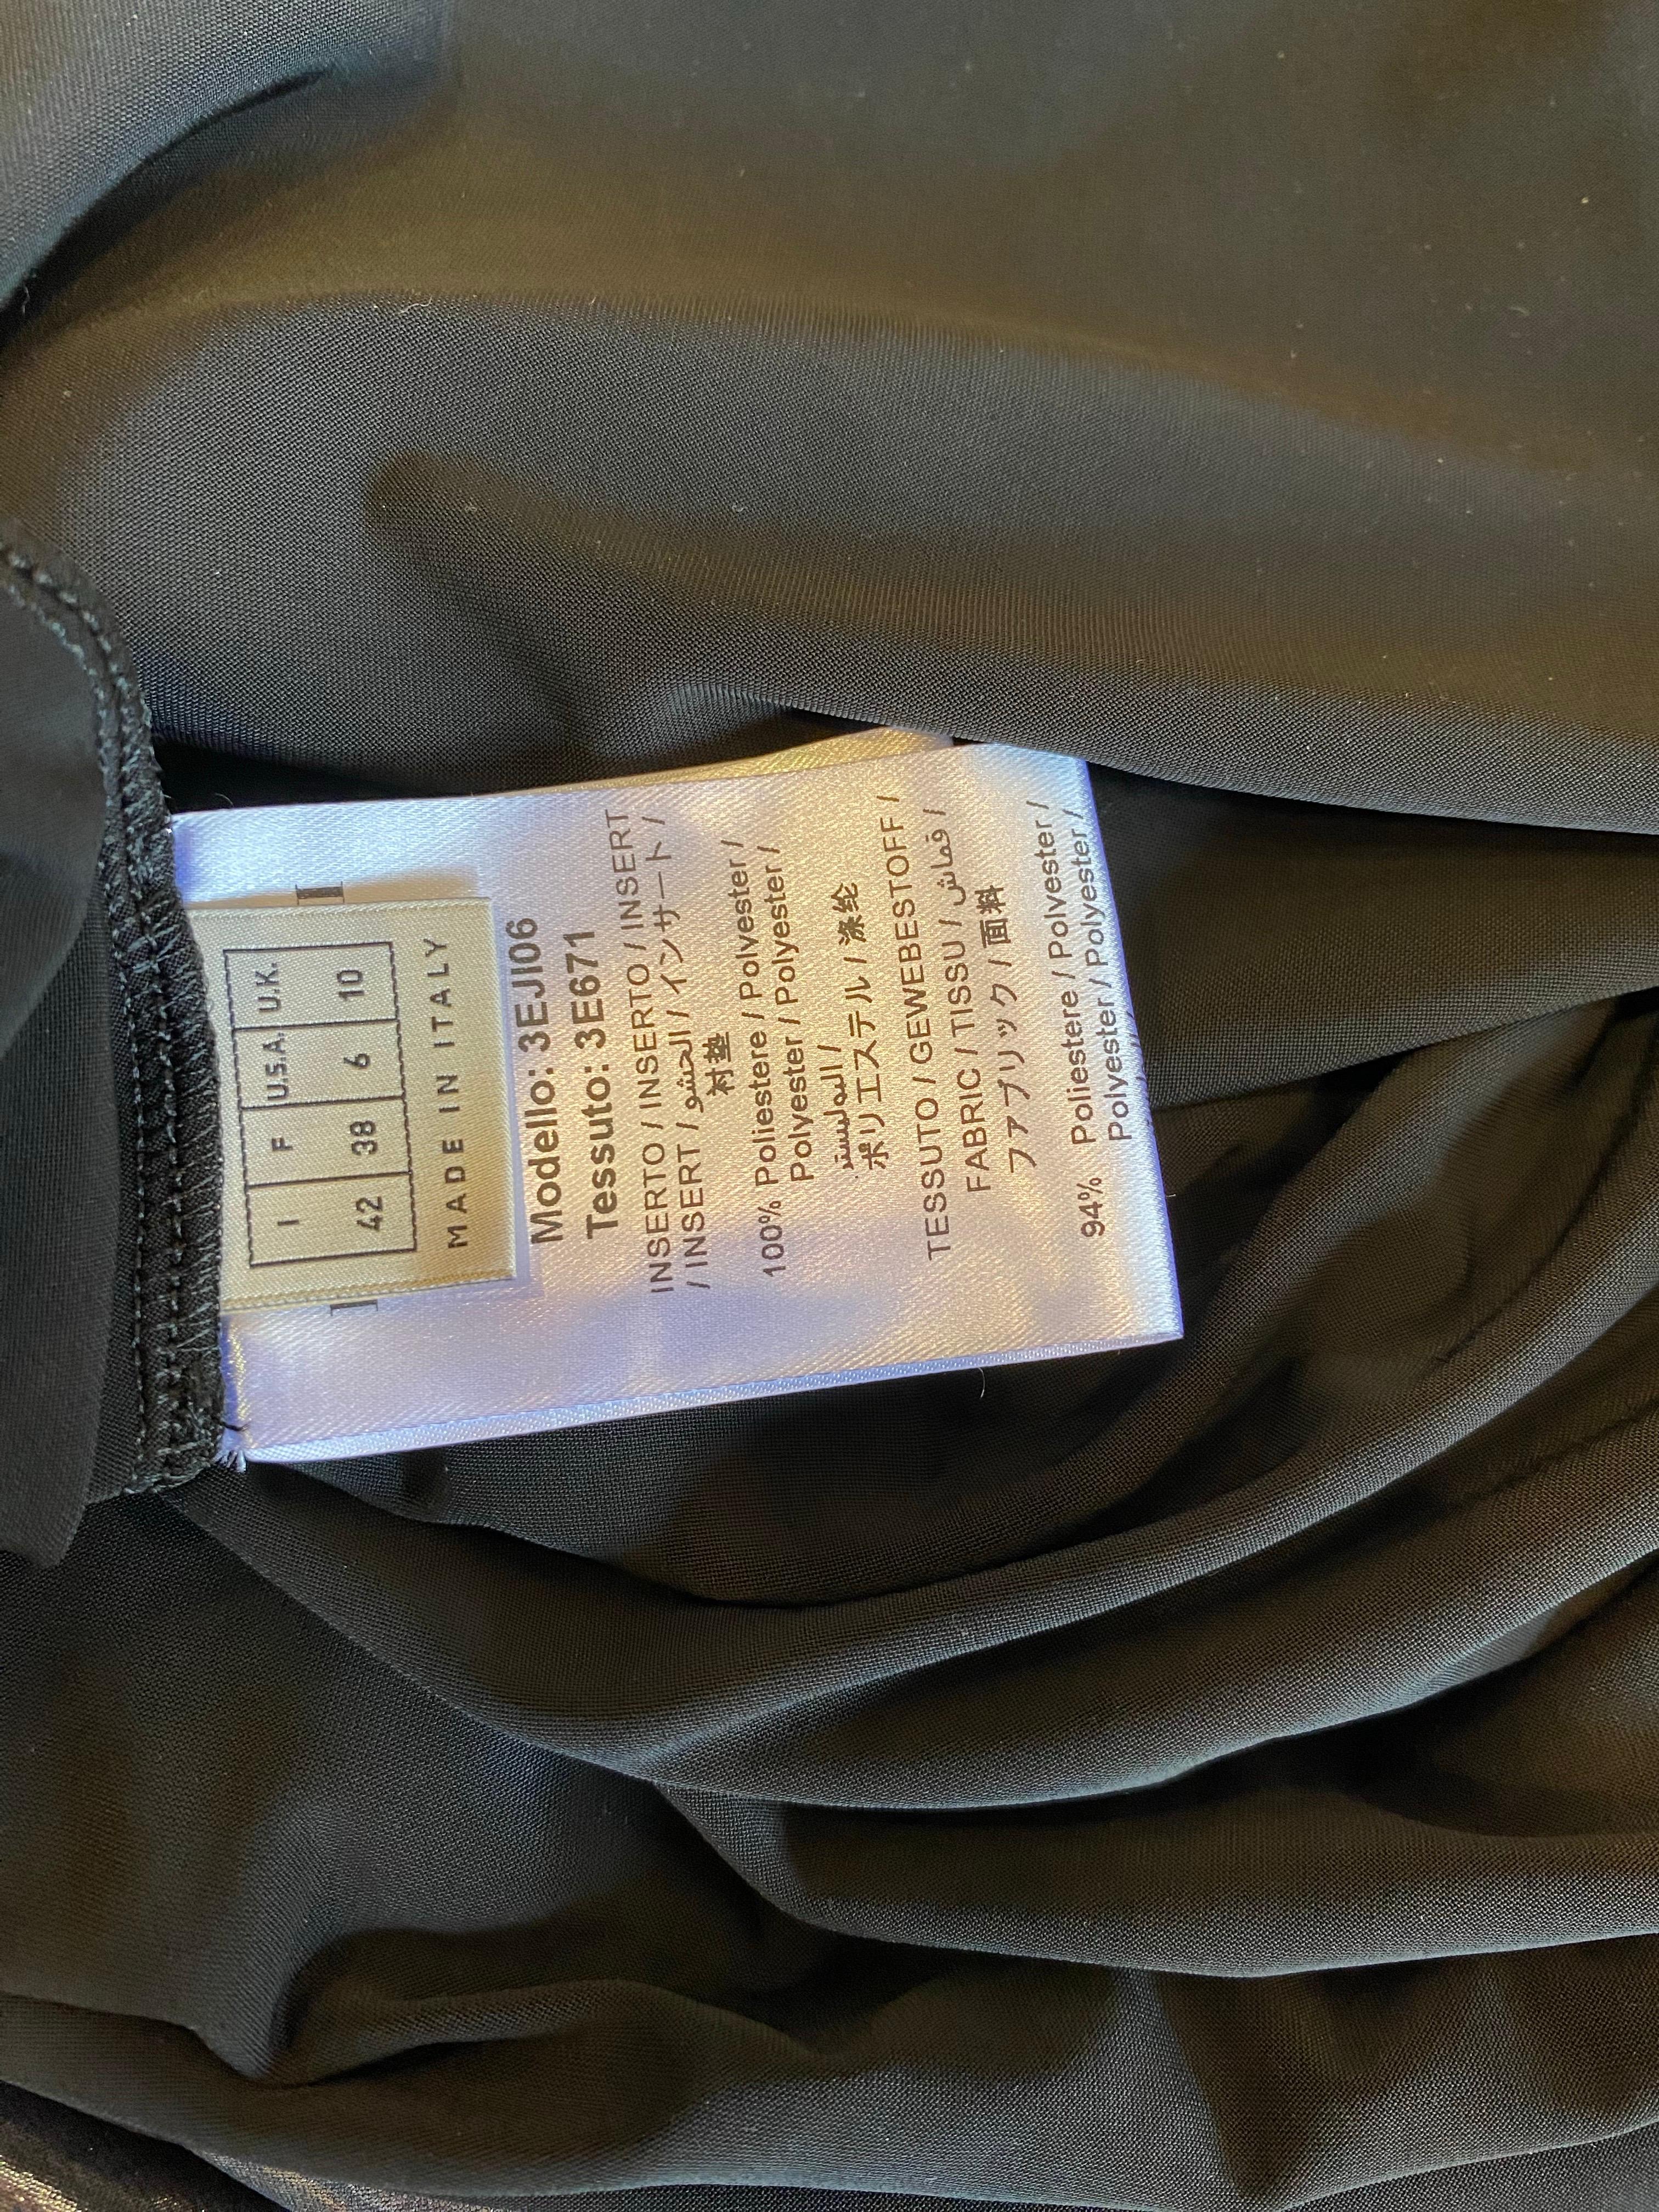 I F U.S.A. U.K.
42 38 6 10
MADE IN ITALY
Modello: 3EJI06
Tessuto: 3E671
INSERTO / INSERTO / INSERT
/ INSERT / الحشو / インサート /
衬垫
100% Poliestere / Polyester /
Polyester / Polyester /
البوليستر /
ポリエステル / 涤纶
TESSUTO / GEWEBESTOFF /
FABRIC / TISSU / قماش /
ファブリック / 面料
94% Poliestere / Polyester /
Polyester / Polyester /